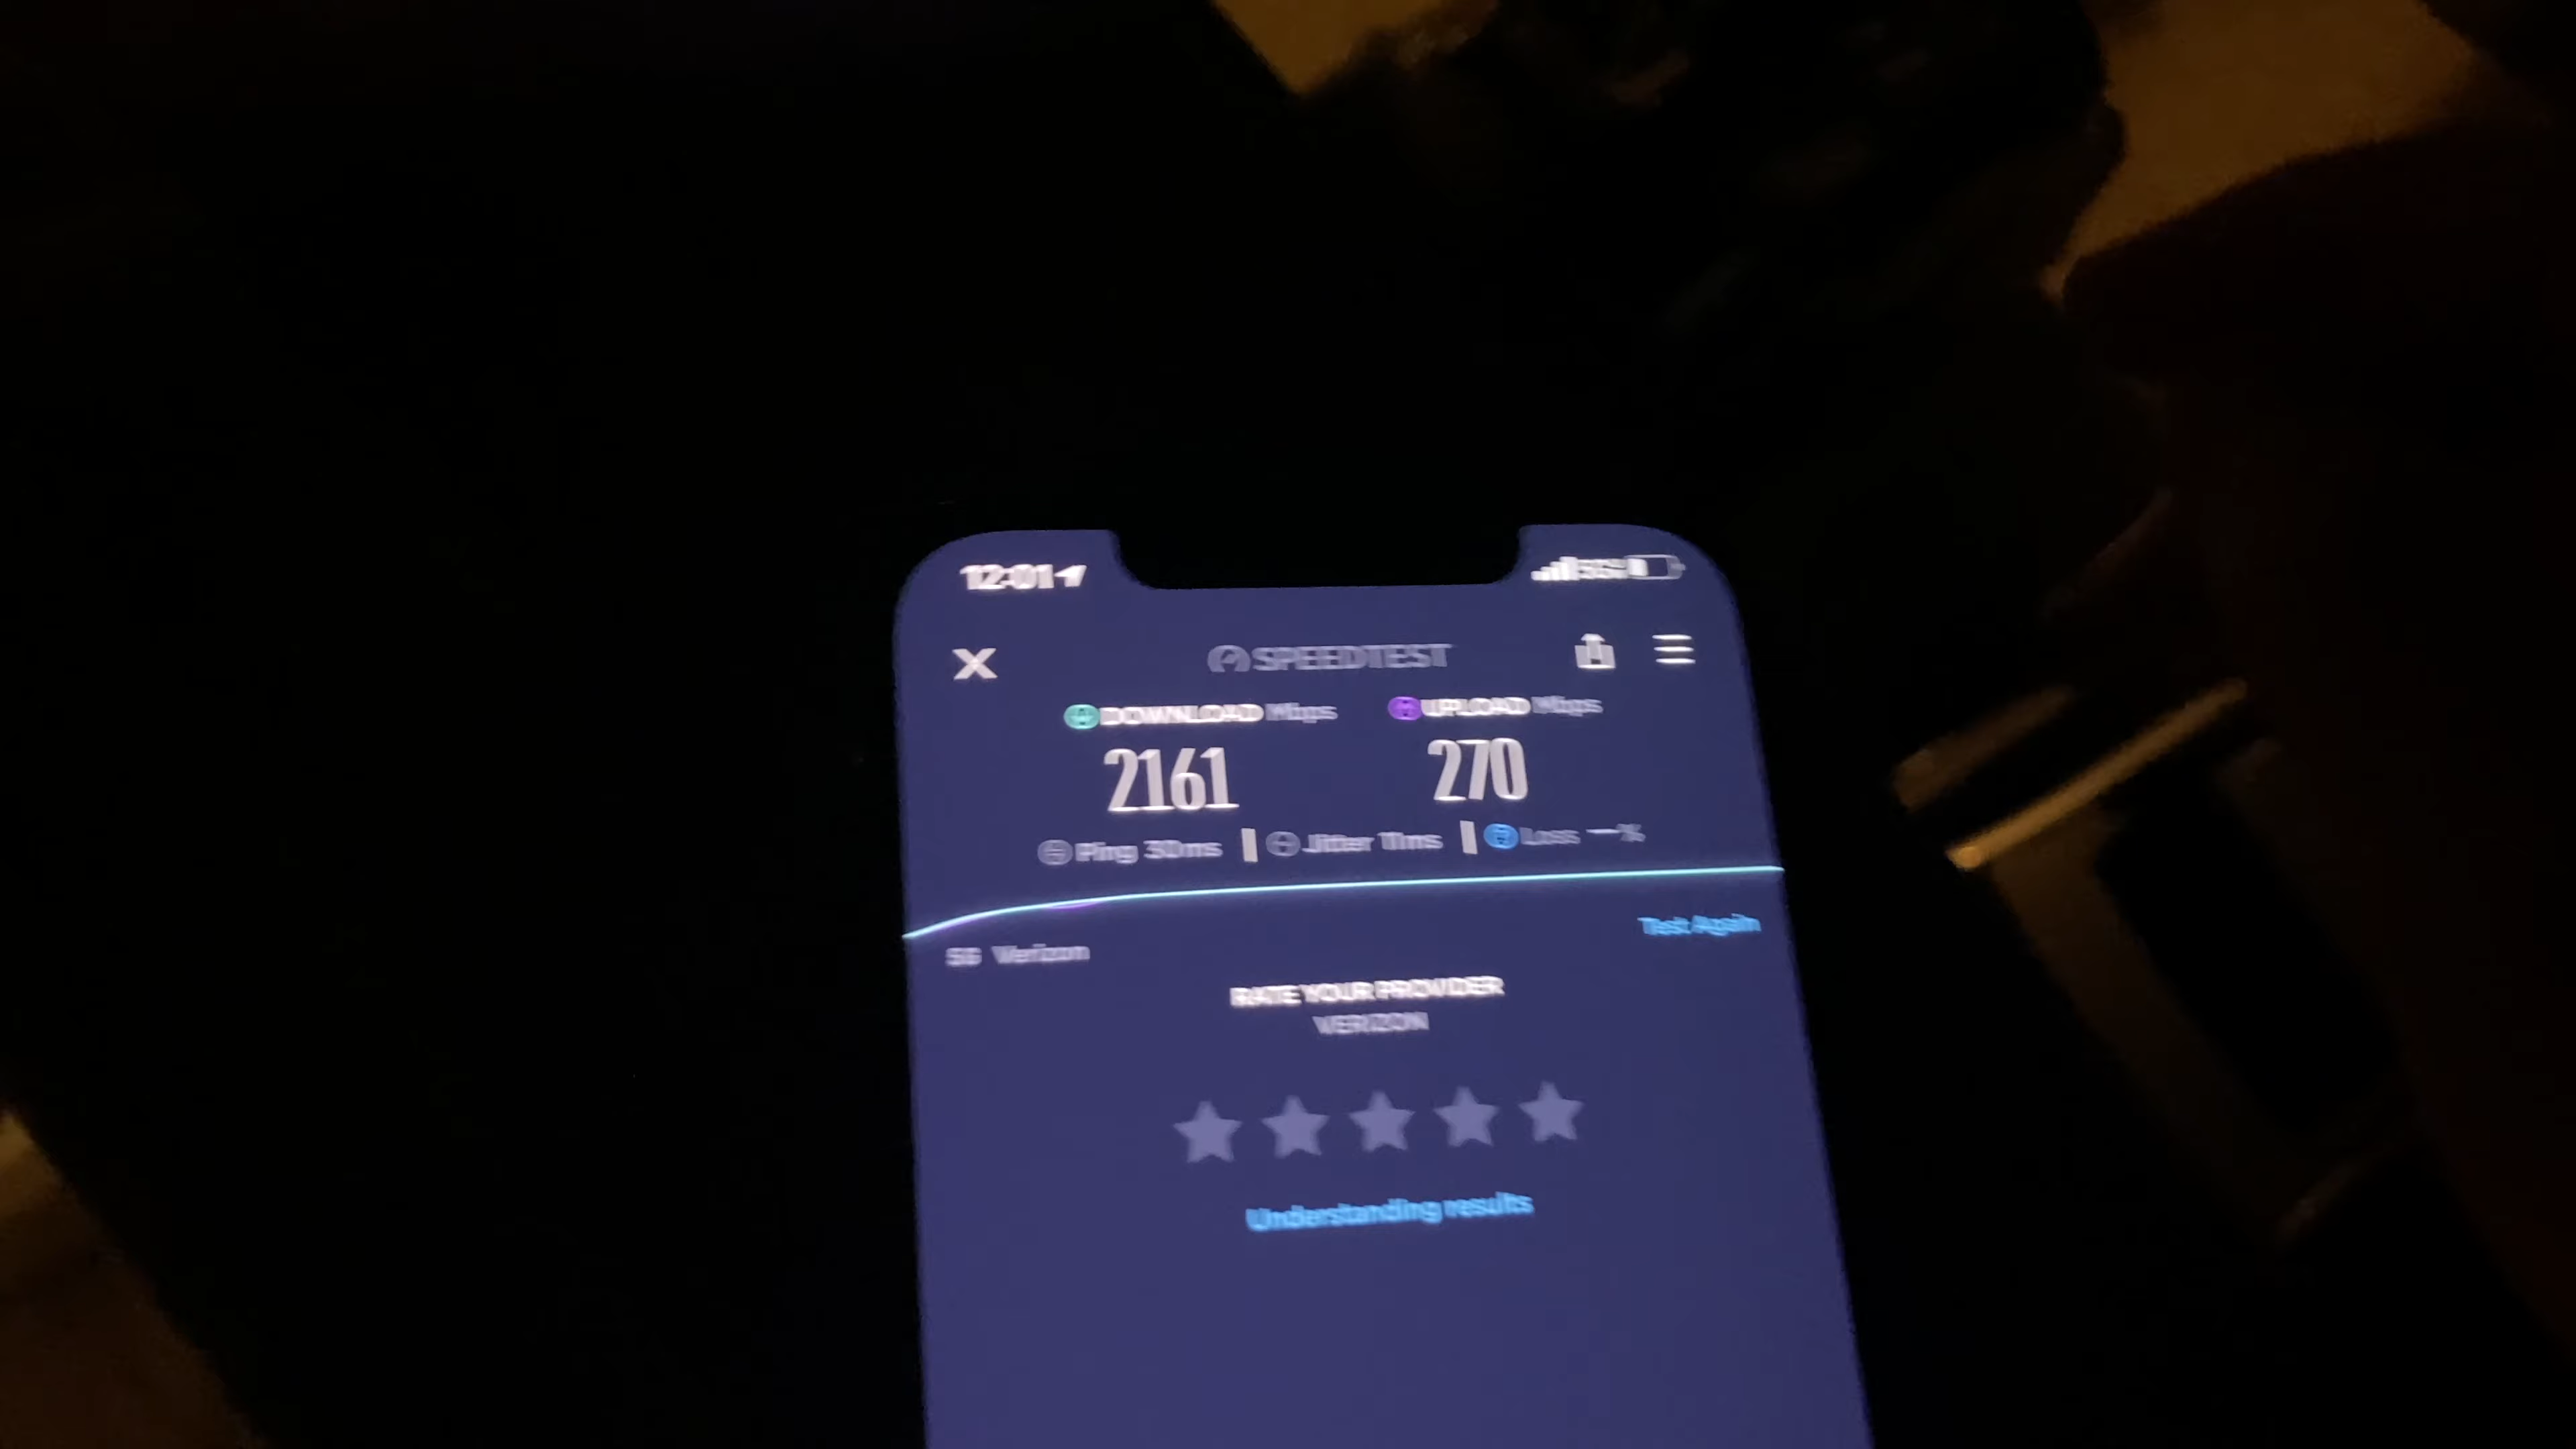 12:01
SPEEDTEST
DOWNLOAD Mbps UPLOAD Mbps
2161 270
Ping 30ms Jitter 11ms Loss —%
5G Verizon
Test Again
RATE YOUR PROVIDER
VERIZON
Understanding results